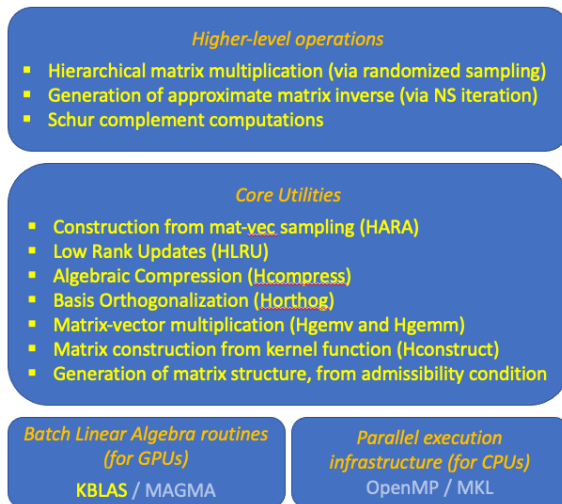 Higher-level operations
▪ Hierarchical matrix multiplication (via randomized sampling)
▪ Generation of approximate matrix inverse (via NS iteration)
▪ Schur complement computations
Core Utilities
▪ Construction from mat-vec sampling (HARA)
▪ Low Rank Updates (HLRU)
▪ Algebraic Compression (Hcompress)
▪ Basis Orthogonalization (Horthog)
▪ Matrix-vector multiplication (Hgemv and Hgemm)
▪ Matrix construction from kernel function (Hconstruct)
▪ Generation of matrix structure, from admissibility condition
Batch Linear Algebra routines
(for GPUs)
KBLAS / MAGMA
Parallel execution
infrastructure (for CPUs)
OpenMP / MKL